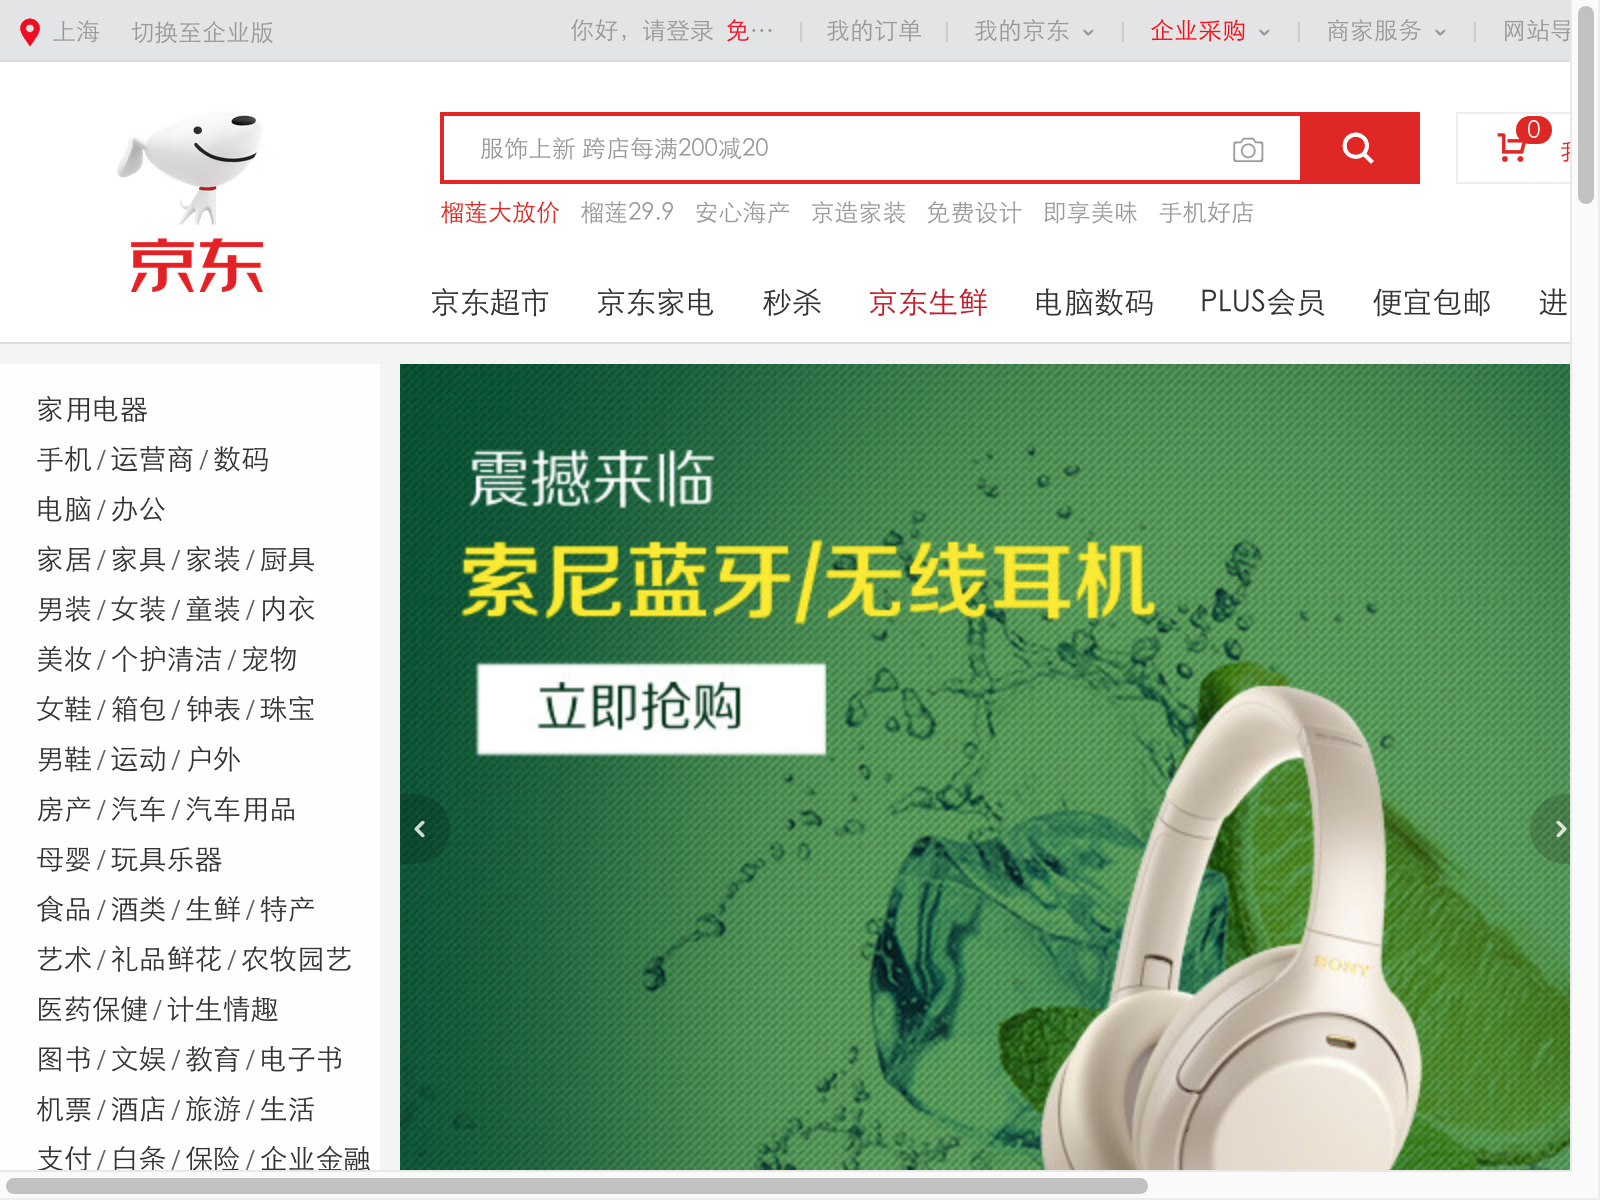 上海 切换至企业版 你好，请登录 免··· 我的订单 我的京东 企业采购 商家服务 网站导
服饰上新 跨店每满200减20
0
榴莲大放价 榴莲29.9 安心海产 京造家装 免费设计 即享美味 手机好店
京东
京东超市 京东家电 秒杀 京东生鲜 电脑数码 PLUS会员 便宜包邮 进
家用电器
手机 / 运营商 / 数码
电脑 / 办公
家居 / 家具 / 家装 / 厨具
男装 / 女装 / 童装 / 内衣
美妆 / 个护清洁 / 宠物
女鞋 / 箱包 / 钟表 / 珠宝
男鞋 / 运动 / 户外
房产 / 汽车 / 汽车用品
母婴 / 玩具乐器
食品 / 酒类 / 生鲜 / 特产
艺术 / 礼品鲜花 / 农牧园艺
医药保健 / 计生情趣
图书 / 文娱 / 教育 / 电子书
机票 / 酒店 / 旅游 / 生活
支付 / 白条 / 保险 / 企业金融
震撼来临
索尼蓝牙/无线耳机
立即抢购
SONY